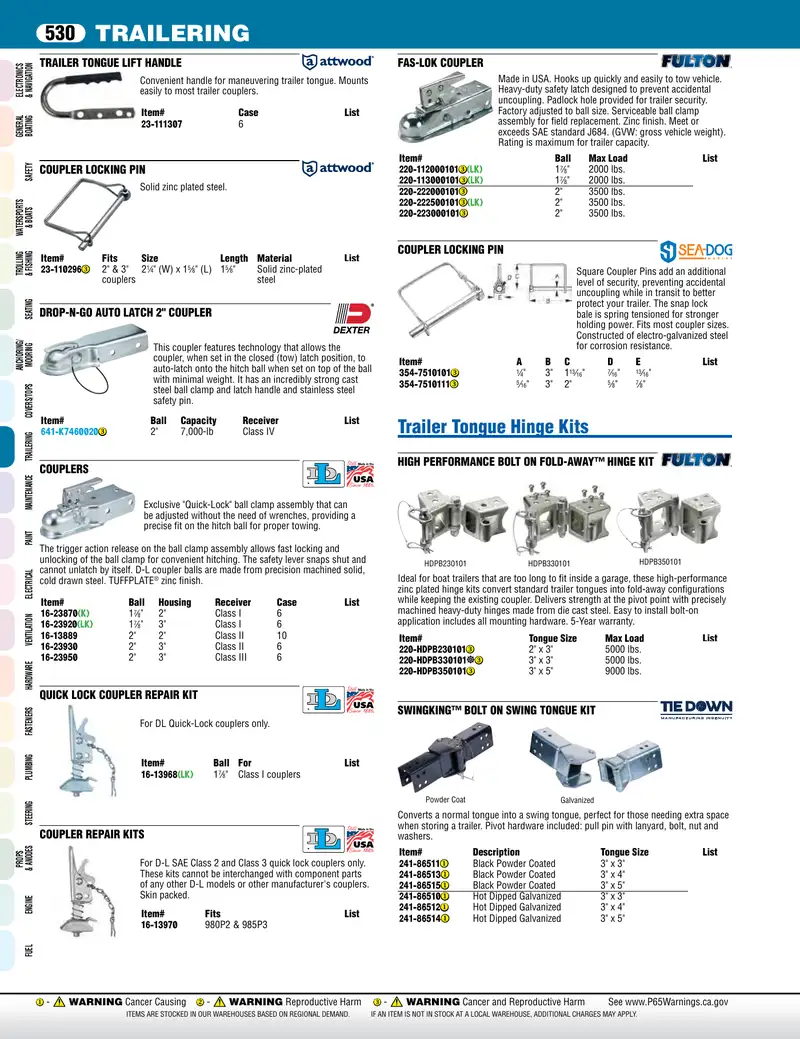 530 TRAILERING
ELECTRONICS & NAVIGATION
GENERAL BOATING
SAFETY
WATERSPORTS & BOATS
TROLLING & FISHING
SEATING
ANCHORING/ MOORING
COVERS/TOPS
TRAILERING
MAINTENANCE
PAINT
ELECTRICAL
VENTILATION
HARDWARE
FASTENERS
PLUMBING
STEERING
PROPS & ANODES
ENGINE
FUEL
TRAILER TONGUE LIFT HANDLE
attwood
Convenient handle for maneuvering trailer tongue. Mounts
easily to most trailer couplers.
Item# Case List
23-111307 6
COUPLER LOCKING PIN
attwood
Solid zinc plated steel.
Item# Fits Size Length Material List
23-110296③ 2" & 3" 2¼" (W) x 1⅝" (L) 1⅝" Solid zinc-plated
couplers steel
DROP-N-GO AUTO LATCH 2" COUPLER
DEXTER
This coupler features technology that allows the
coupler, when set in the closed (tow) latch position, to
auto-latch onto the hitch ball when set on top of the ball
with minimal weight. It has an incredibly strong cast
steel ball clamp and latch handle and stainless steel
safety pin.
Item# Ball Capacity Receiver List
641-K7460020③ 2" 7,000-lb Class IV
COUPLERS
DL
USA
Exclusive "Quick-Lock" ball clamp assembly that can
be adjusted without the need of wrenches, providing a
precise fit on the hitch ball for proper towing.
The trigger action release on the ball clamp assembly allows fast locking and
unlocking of the ball clamp for convenient hitching. The safety lever snaps shut and
cannot unlatch by itself. D-L coupler balls are made from precision machined solid,
cold drawn steel. TUFFPLATE® zinc finish.
Item# Ball Housing Receiver Case List
16-23870(K) 1⅞" 2" Class I 6
16-23920(LK) 1⅞" 3" Class I 6
16-13889 2" 2" Class II 10
16-23930 2" 3" Class II 6
16-23950 2" 3" Class III 6
QUICK LOCK COUPLER REPAIR KIT
DL
USA
For DL Quick-Lock couplers only.
Item# Ball For List
16-13968(LK) 1⅞" Class I couplers
COUPLER REPAIR KITS
DL
USA
For D-L SAE Class 2 and Class 3 quick lock couplers only.
These kits cannot be interchanged with component parts
of any other D-L models or other manufacturer's couplers.
Skin packed.
Item# Fits List
16-13970 980P2 & 985P3
FAS-LOK COUPLER
FULTON
Made in USA. Hooks up quickly and easily to tow vehicle.
Heavy-duty safety latch designed to prevent accidental
uncoupling. Padlock hole provided for trailer security.
Factory adjusted to ball size. Serviceable ball clamp
assembly for field replacement. Zinc finish. Meet or
exceeds SAE standard J684. (GVW: gross vehicle weight).
Rating is maximum for trailer capacity.
Item# Ball Max Load List
220-112000101③(LK) 1⅞" 2000 lbs.
220-113000101③(LK) 1⅞" 2000 lbs.
220-222000101③ 2" 3500 lbs.
220-222500101③(LK) 2" 3500 lbs.
220-223000101③ 2" 3500 lbs.
COUPLER LOCKING PIN
SEA-DOG
D C A E B
Square Coupler Pins add an additional
level of security, preventing accidental
uncoupling while in transit to better
protect your trailer. The snap lock
bale is spring tensioned for stronger
holding power. Fits most coupler sizes.
Constructed of electro-galvanized steel
for corrosion resistance.
Item# A B C D E List
354-7510101③ ¼" 3" 1¹³⁄₁₆" ⁷⁄₁₆" ¹³⁄₁₆"
354-7510111③ ⁵⁄₁₆" 3" 2" ⅝" ⅞"
Trailer Tongue Hinge Kits
HIGH PERFORMANCE BOLT ON FOLD-AWAY™ HINGE KIT
FULTON
HDPB230101 HDPB330101 HDPB350101
Ideal for boat trailers that are too long to fit inside a garage, these high-performance
zinc plated hinge kits convert standard trailer tongues into fold-away configurations
while keeping the existing coupler. Delivers strength at the pivot point with precisely
machined heavy-duty hinges made from die cast steel. Easy to install bolt-on
application includes all mounting hardware. 5-Year warranty.
Item# Tongue Size Max Load List
220-HDPB230101③ 2" x 3" 5000 lbs.
220-HDPB330101③ 3" x 3" 5000 lbs.
220-HDPB350101③ 3" x 5" 9000 lbs.
SWINGKING™ BOLT ON SWING TONGUE KIT
TIE DOWN
MANUFACTURING INGENUITY
Powder Coat Galvanized
Converts a normal tongue into a swing tongue, perfect for those needing extra space
when storing a trailer. Pivot hardware included: pull pin with lanyard, bolt, nut and
washers.
Item# Description Tongue Size List
241-86511① Black Powder Coated 3" x 3"
241-86513① Black Powder Coated 3" x 4"
241-86515① Black Powder Coated 3" x 5"
241-86510① Hot Dipped Galvanized 3" x 3"
241-86512① Hot Dipped Galvanized 3" x 4"
241-86514① Hot Dipped Galvanized 3" x 5"
① - ⚠ WARNING Cancer Causing ② - ⚠ WARNING Reproductive Harm ③ - ⚠ WARNING Cancer and Reproductive Harm See www.P65Warnings.ca.gov
ITEMS ARE STOCKED IN OUR WAREHOUSES BASED ON REGIONAL DEMAND. IF AN ITEM IS NOT IN STOCK AT A LOCAL WAREHOUSE, ADDITIONAL CHARGES MAY APPLY.